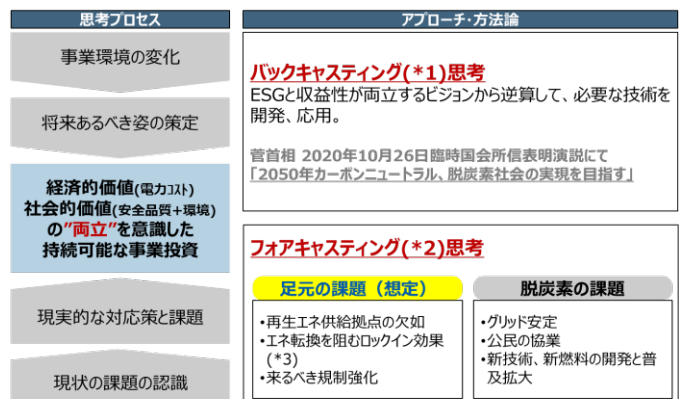 思考プロセス
事業環境の変化
将来あるべき姿の策定
経済的価値(電力ｺｽﾄ)
社会的価値(安全品質+環境)
の”両立”を意識した
持続可能な事業投資
現実的な対応策と課題
現状の課題の認識
アプローチ・方法論
バックキャスティング(*1)思考
ESGと収益性が両立するビジョンから逆算して、必要な技術を
開発、応用。
菅首相 2020年10月26日臨時国会所信表明演説にて
「2050年カーボンニュートラル、脱炭素社会の実現を目指す」
フォアキャスティング(*2)思考
足元の課題（想定）
•再生エネ供給拠点の欠如
•エネ転換を阻むロックイン効果
(*3)
•来るべき規制強化
脱炭素の課題
•グリッド安定
•公民の協業
•新技術、新燃料の開発と普
及拡大